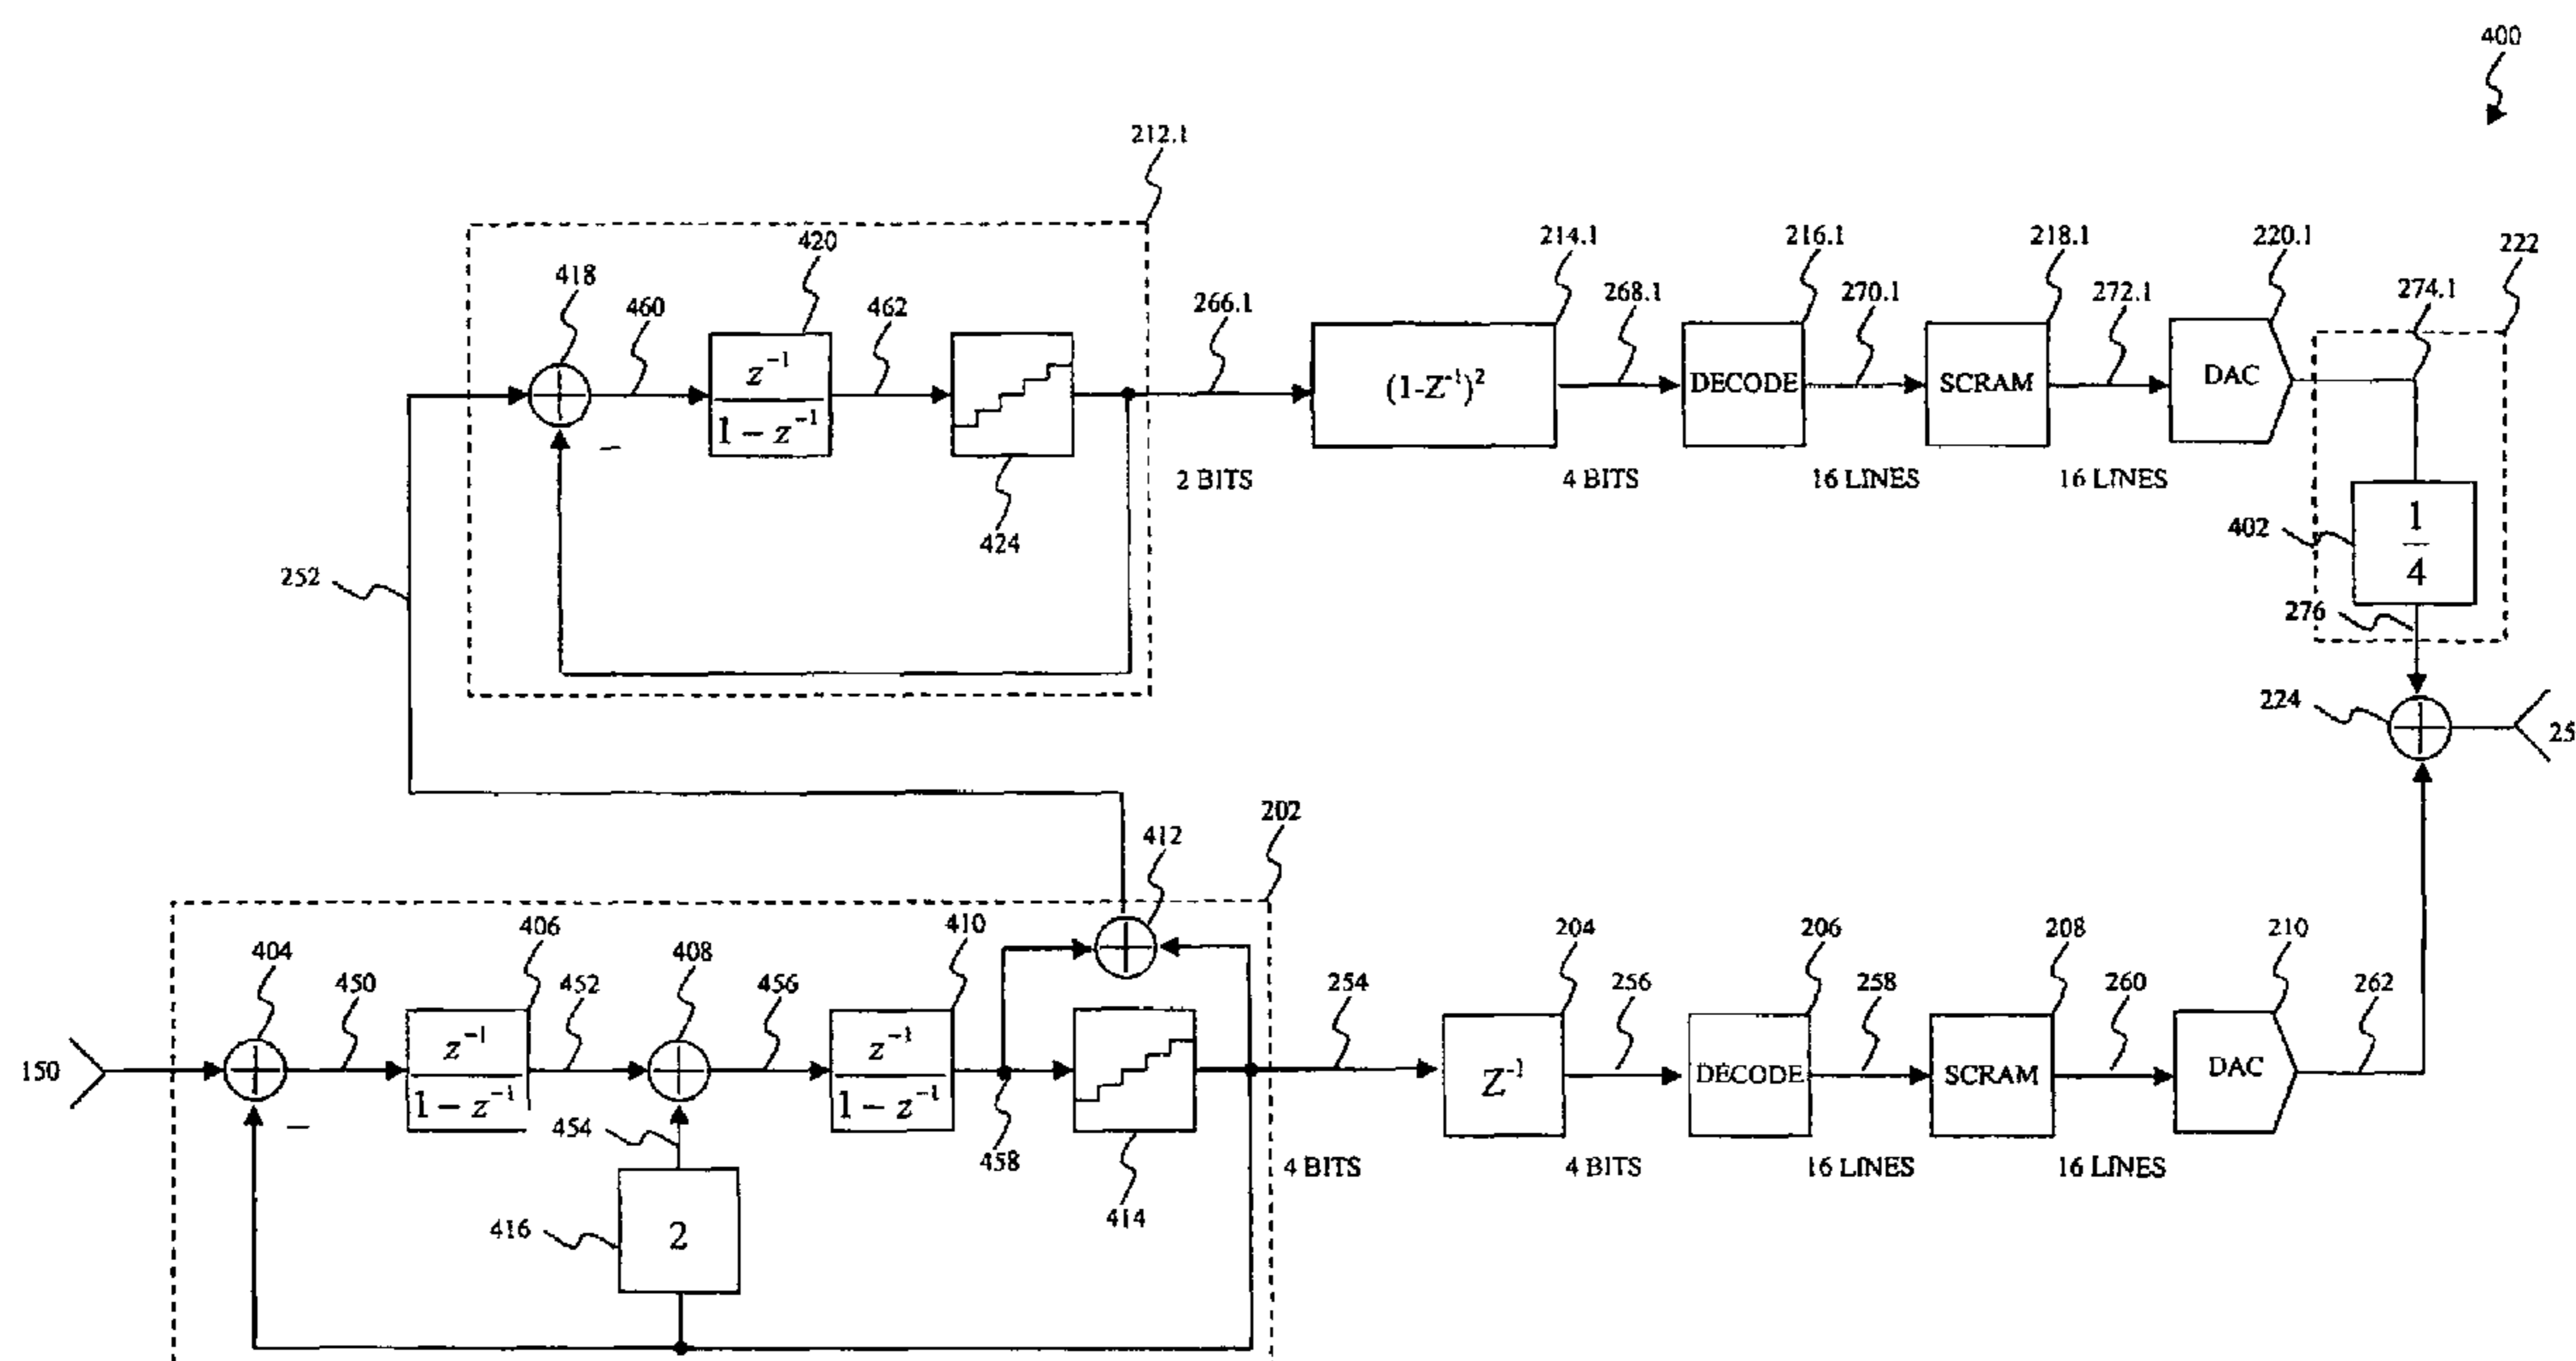 400
212.1
420
418
460
462
266.1
214.1
268.1
216.1
270.1
218.1
272.1
220.1
274.1
222
z⁻¹
1 − z⁻¹
(1-Z⁻¹)²
DECODE
SCRAM
DAC
−
424
2 BITS
4 BITS
16 LINES
16 LINES
402
1
4
276
252
224
25
202
412
404
450
406
452
408
456
410
254
204
256
206
258
208
260
210
262
150
z⁻¹
1 − z⁻¹
z⁻¹
1 − z⁻¹
Z⁻¹
DECODE
SCRAM
DAC
−
454
458
414
416
2
4 BITS
4 BITS
16 LINES
16 LINES